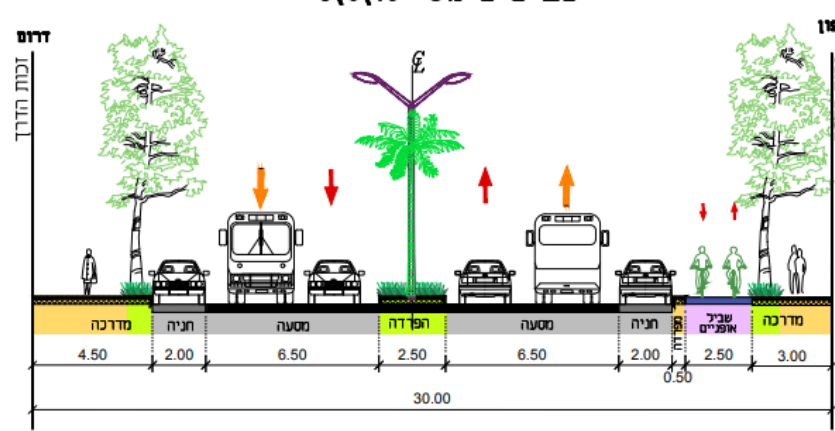 דרום
זכות הדרך
℄
מדרכה
חניה
מסעה
הפרדה
מסעה
חניה
מפרדה
שביל
אופניים
מדרכה
4.50
2.00
6.50
2.50
6.50
2.00
0.50
2.50
3.00
30.00